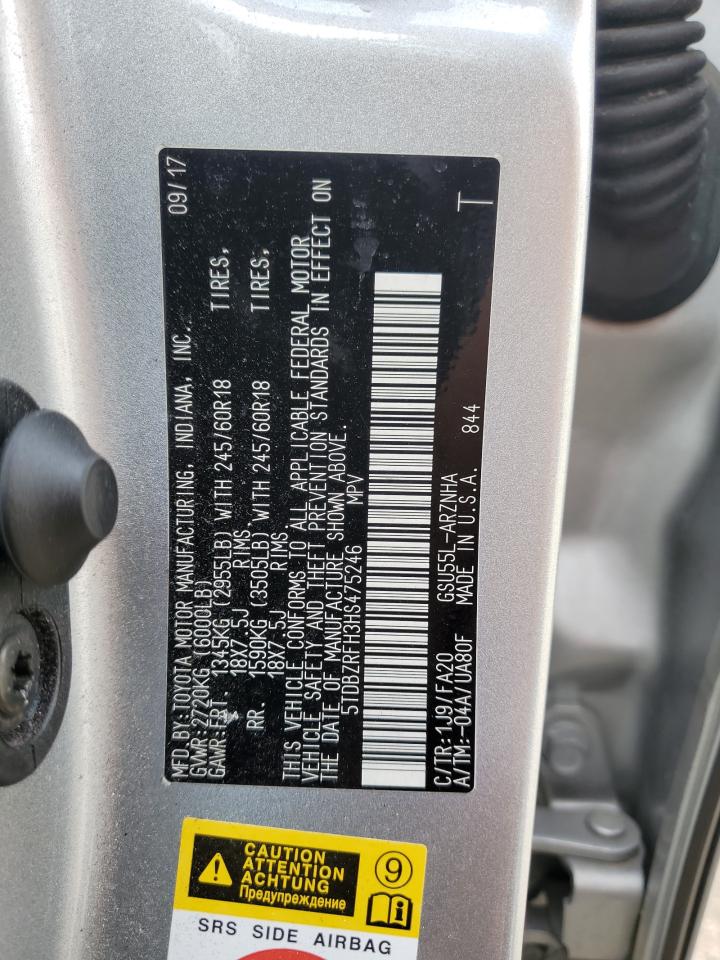 MFD.BY:TOYOTA MOTOR MANUFACTURING, INDIANA, INC. 09/17
GVWR:2720KG (6000LB)
GAWR:FRT. 1345KG (2955LB) WITH 245/60R18 TIRES,
18X7.5J RIMS,
RR. 1590KG (3505LB) WITH 245/60R18 TIRES,
18X7.5J RIMS
THIS VEHICLE CONFORMS TO ALL APPLICABLE FEDERAL MOTOR
VEHICLE SAFETY AND THEFT PREVENTION STANDARDS IN EFFECT ON
THE DATE OF MANUFACTURE SHOWN ABOVE.
5TDBZRFH3HS475246 MPV
C/TR:1J9/FA20 GSU55L-ARZNHA
A/TM:-04A/UA80F MADE IN U.S.A. 844 T
CAUTION
ATTENTION
ACHTUNG
Предупреждение
9
i
SRS SIDE AIRBAG